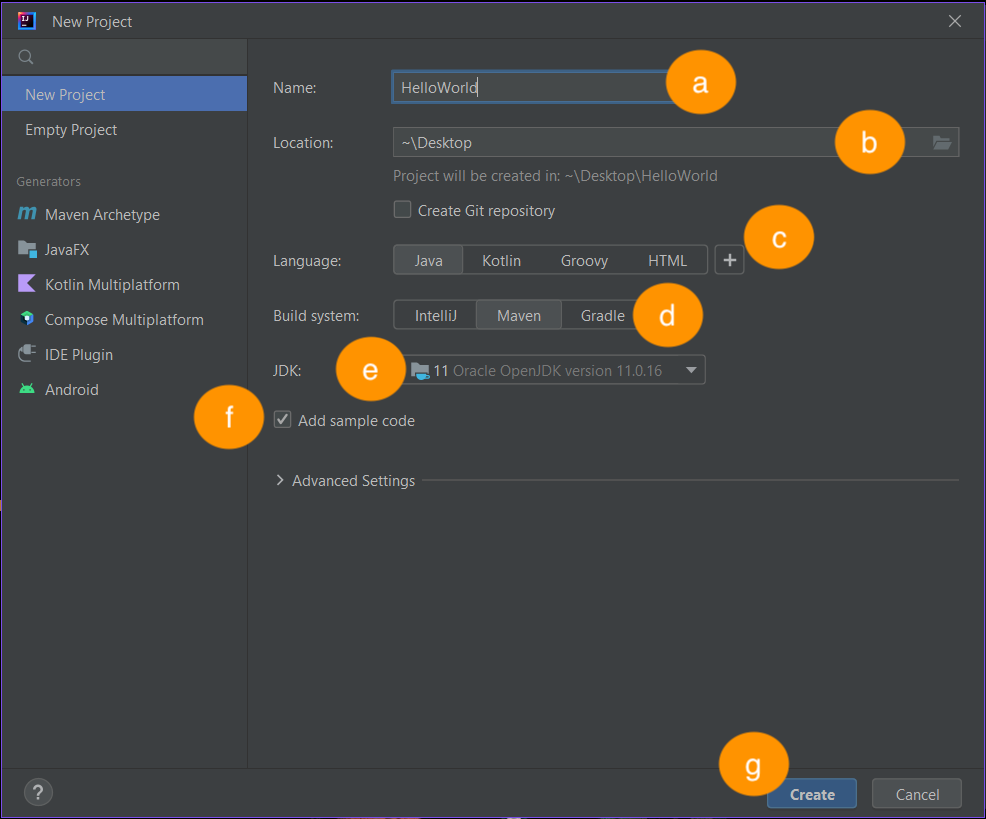 New Project
New Project
Empty Project
Generators
Maven Archetype
JavaFX
Kotlin Multiplatform
Compose Multiplatform
IDE Plugin
Android
Name: HelloWorld a
Location: ~\Desktop b
Project will be created in: ~\Desktop\HelloWorld
Create Git repository
c
Language: Java Kotlin Groovy HTML +
Build system: IntelliJ Maven Gradle d
JDK: e 11 Oracle OpenJDK version 11.0.16
f Add sample code
Advanced Settings
g
? Create Cancel